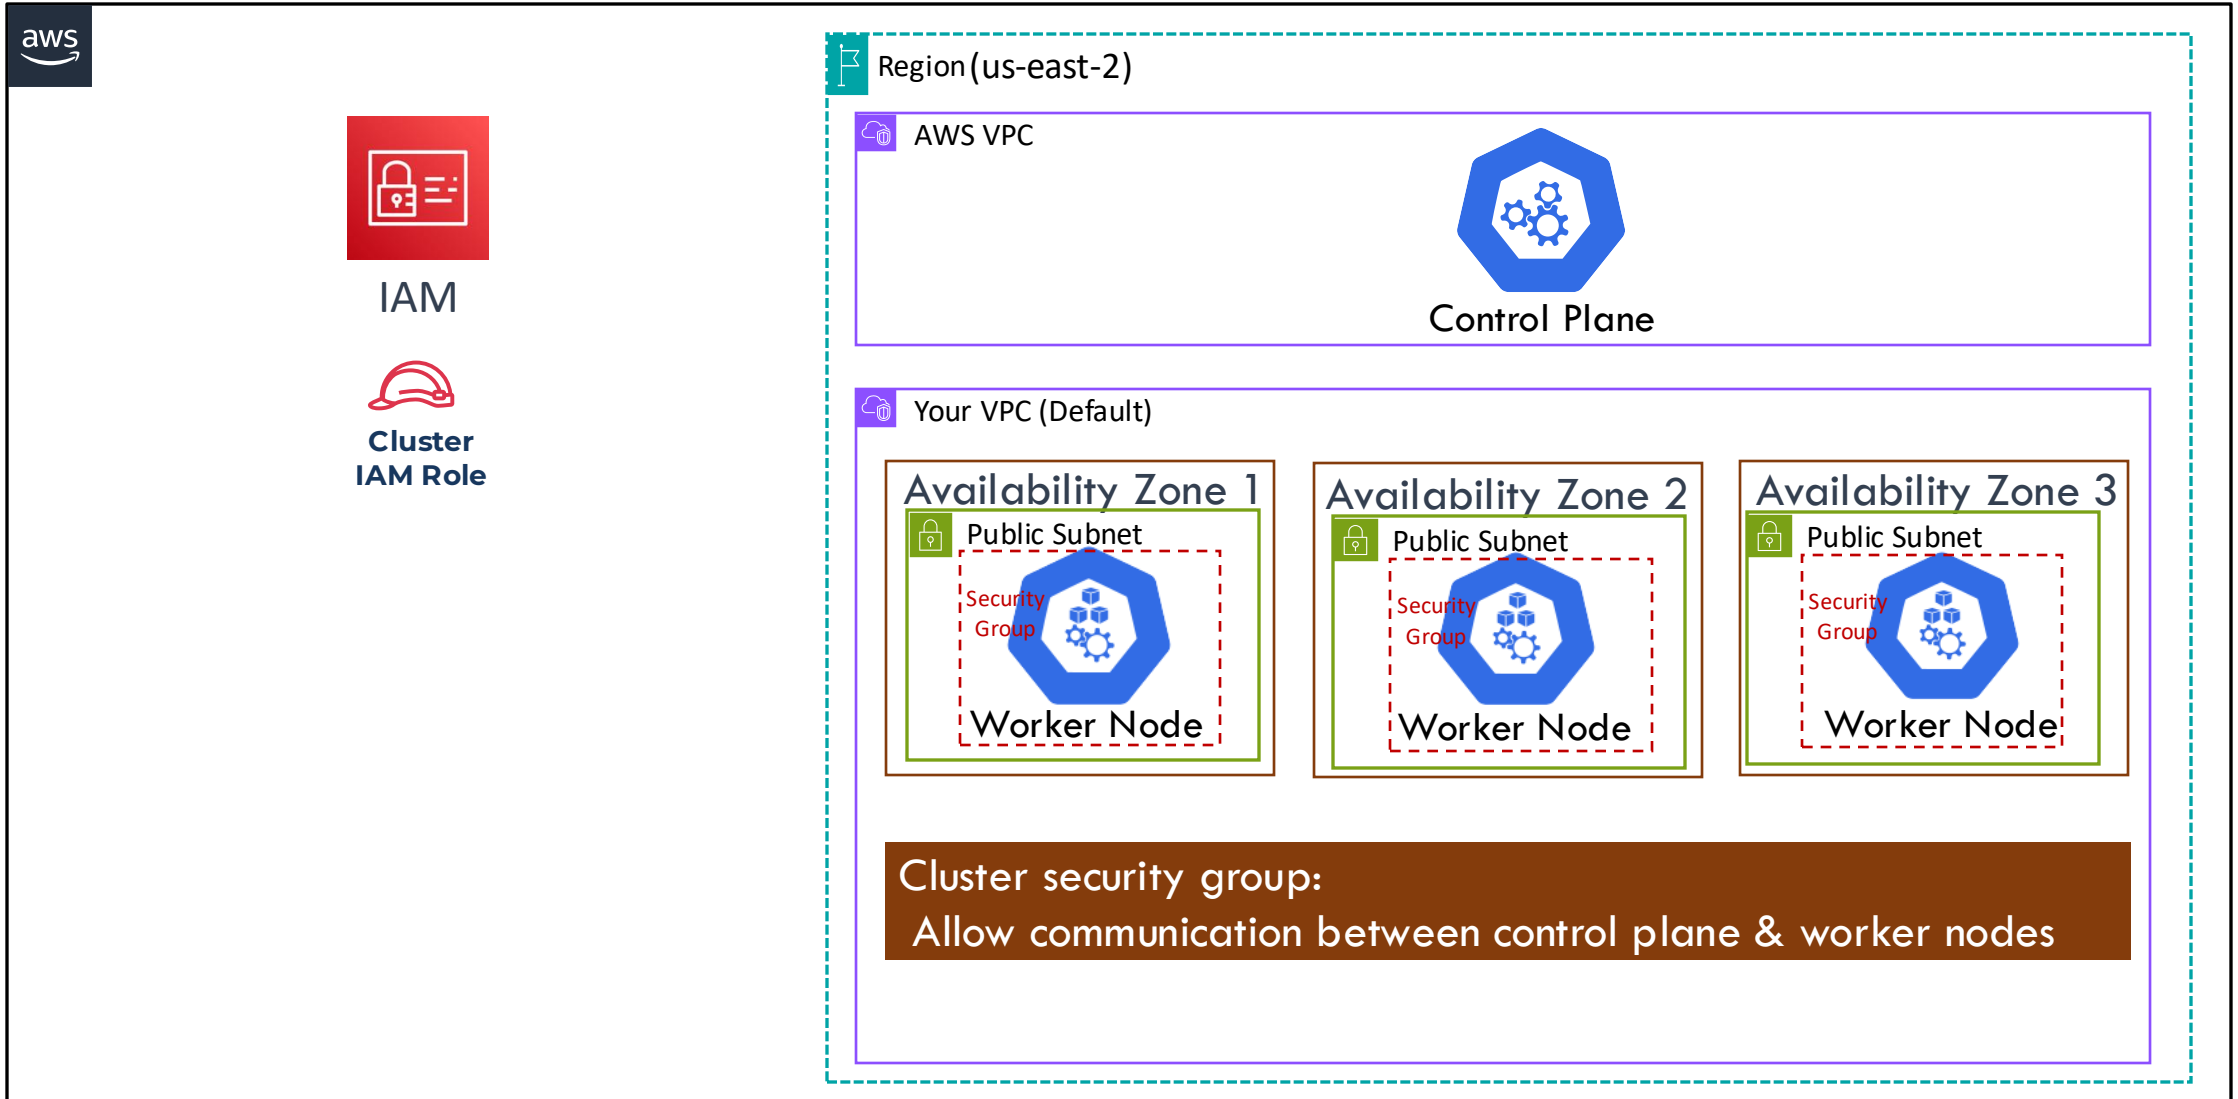 aws
IAM
Cluster
IAM Role
Region (us-east-2)
AWS VPC
Control Plane
Your VPC (Default)
Availability Zone 1
Public Subnet
Security
Group
Worker Node
Availability Zone 2
Public Subnet
Security
Group
Worker Node
Availability Zone 3
Public Subnet
Security
Group
Worker Node
Cluster security group:
Allow communication between control plane & worker nodes